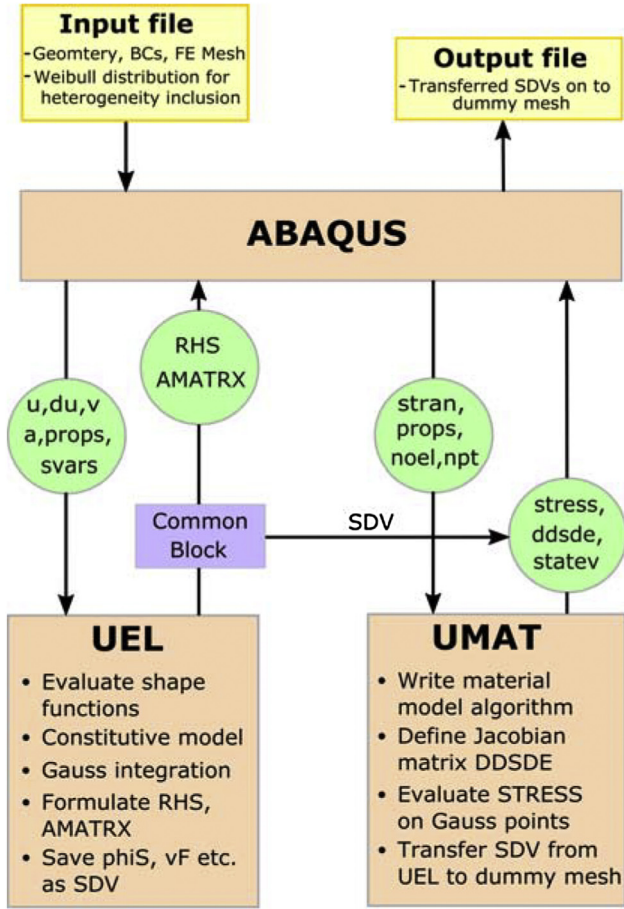 Input file
- Geomtery, BCs, FE Mesh
- Weibull distribution for
heterogeneity inclusion
Output file
- Transferred SDVs on to
dummy mesh
ABAQUS
u,du,v
a,props,
svars
RHS
AMATRX
stran,
props,
noel,npt
stress,
ddsde,
statev
Common
Block
SDV
UEL
• Evaluate shape
functions
• Constitutive model
• Gauss integration
• Formulate RHS,
AMATRX
• Save phiS, vF etc.
as SDV
UMAT
• Write material
model algorithm
• Define Jacobian
matrix DDSDE
• Evaluate STRESS
on Gauss points
• Transfer SDV from
UEL to dummy mesh